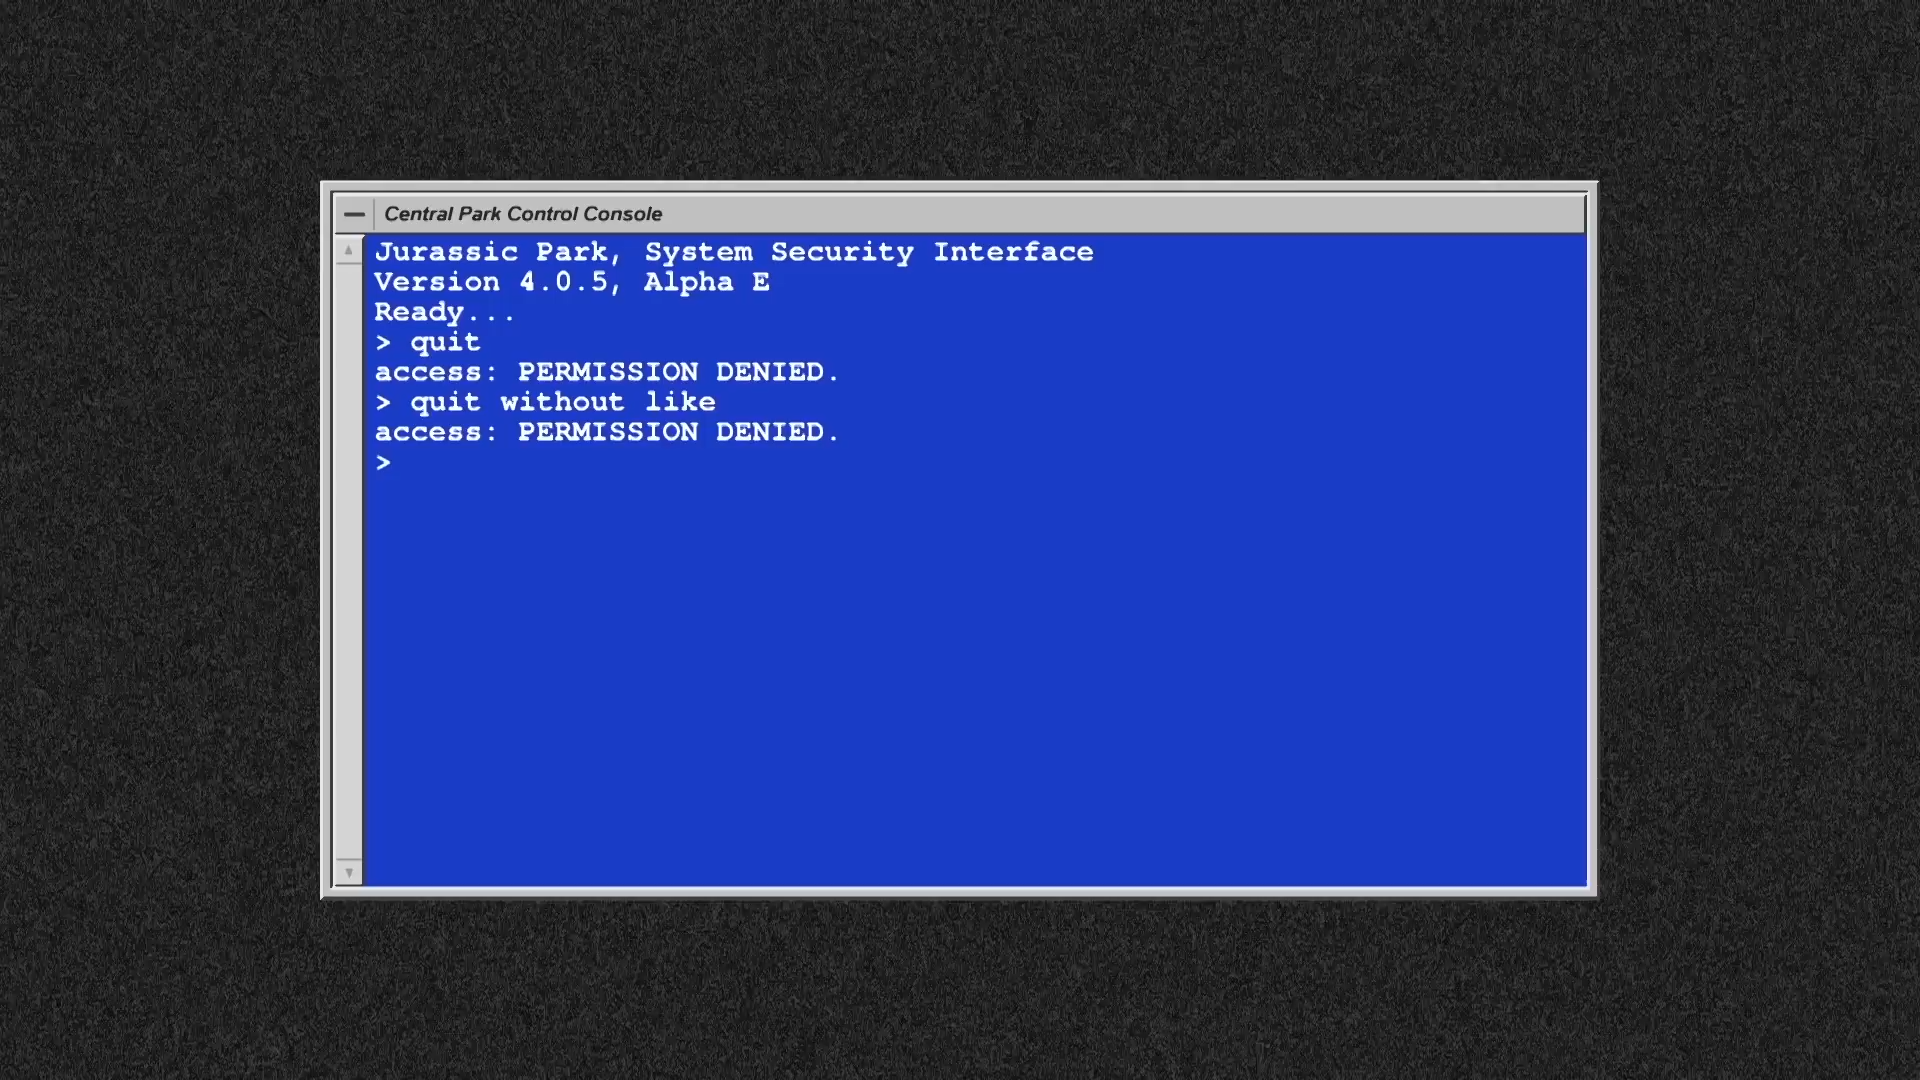 Central Park Control Console
Jurassic Park, System Security Interface
Version 4.0.5, Alpha E
Ready...
> quit
access: PERMISSION DENIED.
> quit without like
access: PERMISSION DENIED.
>